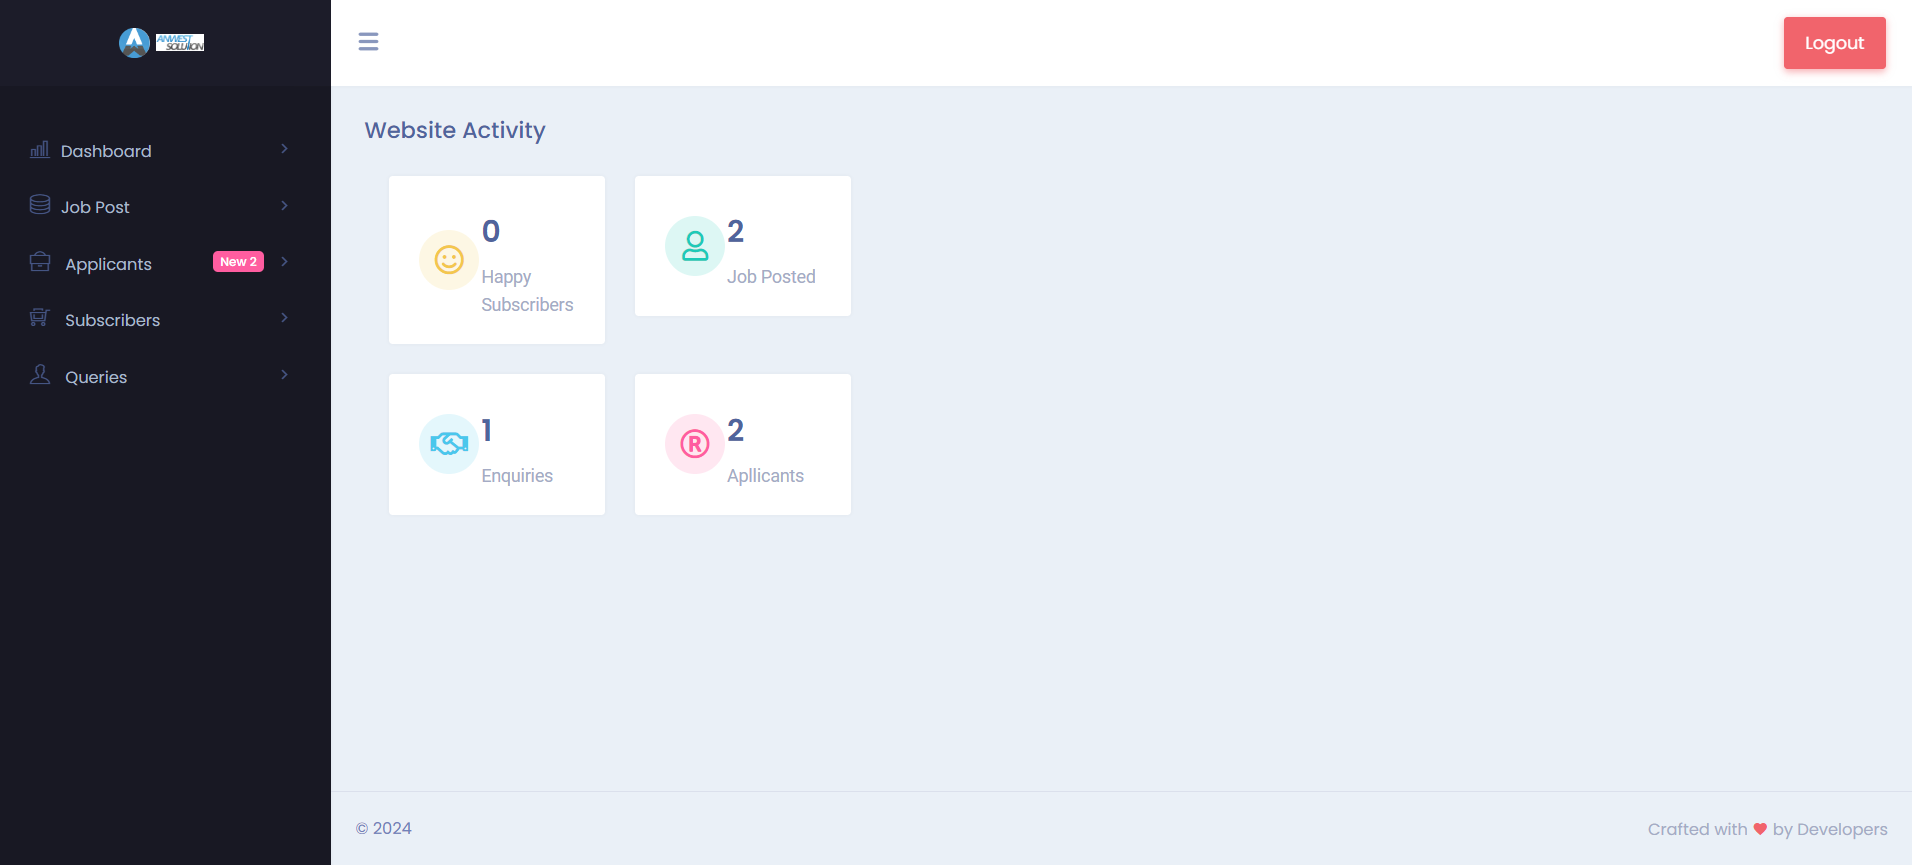 ANWEST
SOLUTION
Logout
Dashboard
Job Post
Applicants
New 2
Subscribers
Queries
Website Activity
0
Happy
Subscribers
2
Job Posted
1
Enquiries
2
Apllicants
© 2024
Crafted with ❤ by Developers